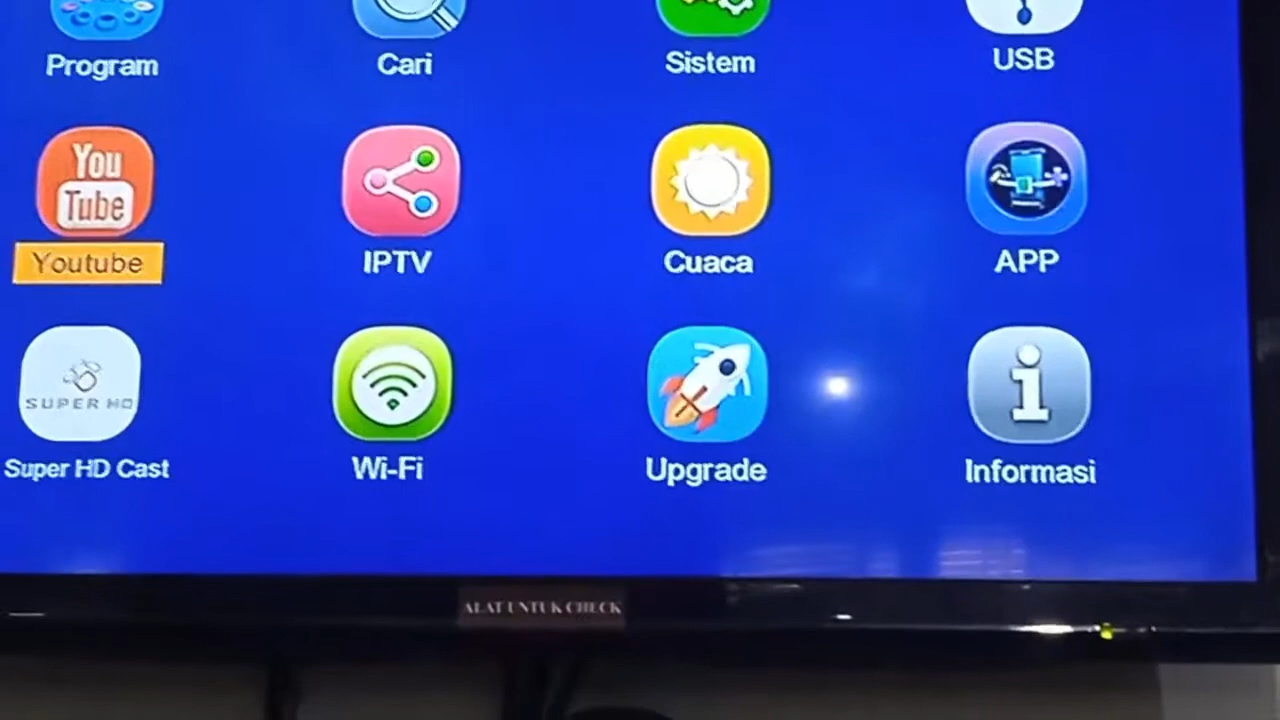 Program
Cari
Sistem
USB
You
Tube
Youtube
IPTV
Cuaca
APP
SUPER HD
Super HD Cast
Wi-Fi
Upgrade
Informasi
ALAT UNTUK CHECK